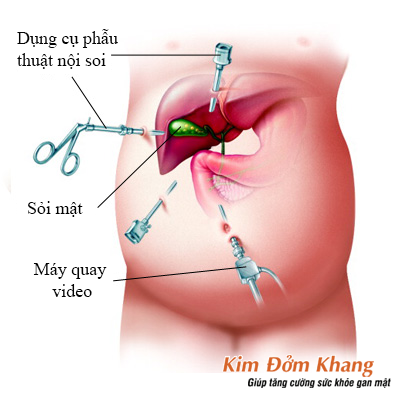 Dụng cụ phẫu
thuật nội soi
Sỏi mật
Máy quay
video
Kim Đởm Khang
Giúp tăng cường sức khỏe gan mật